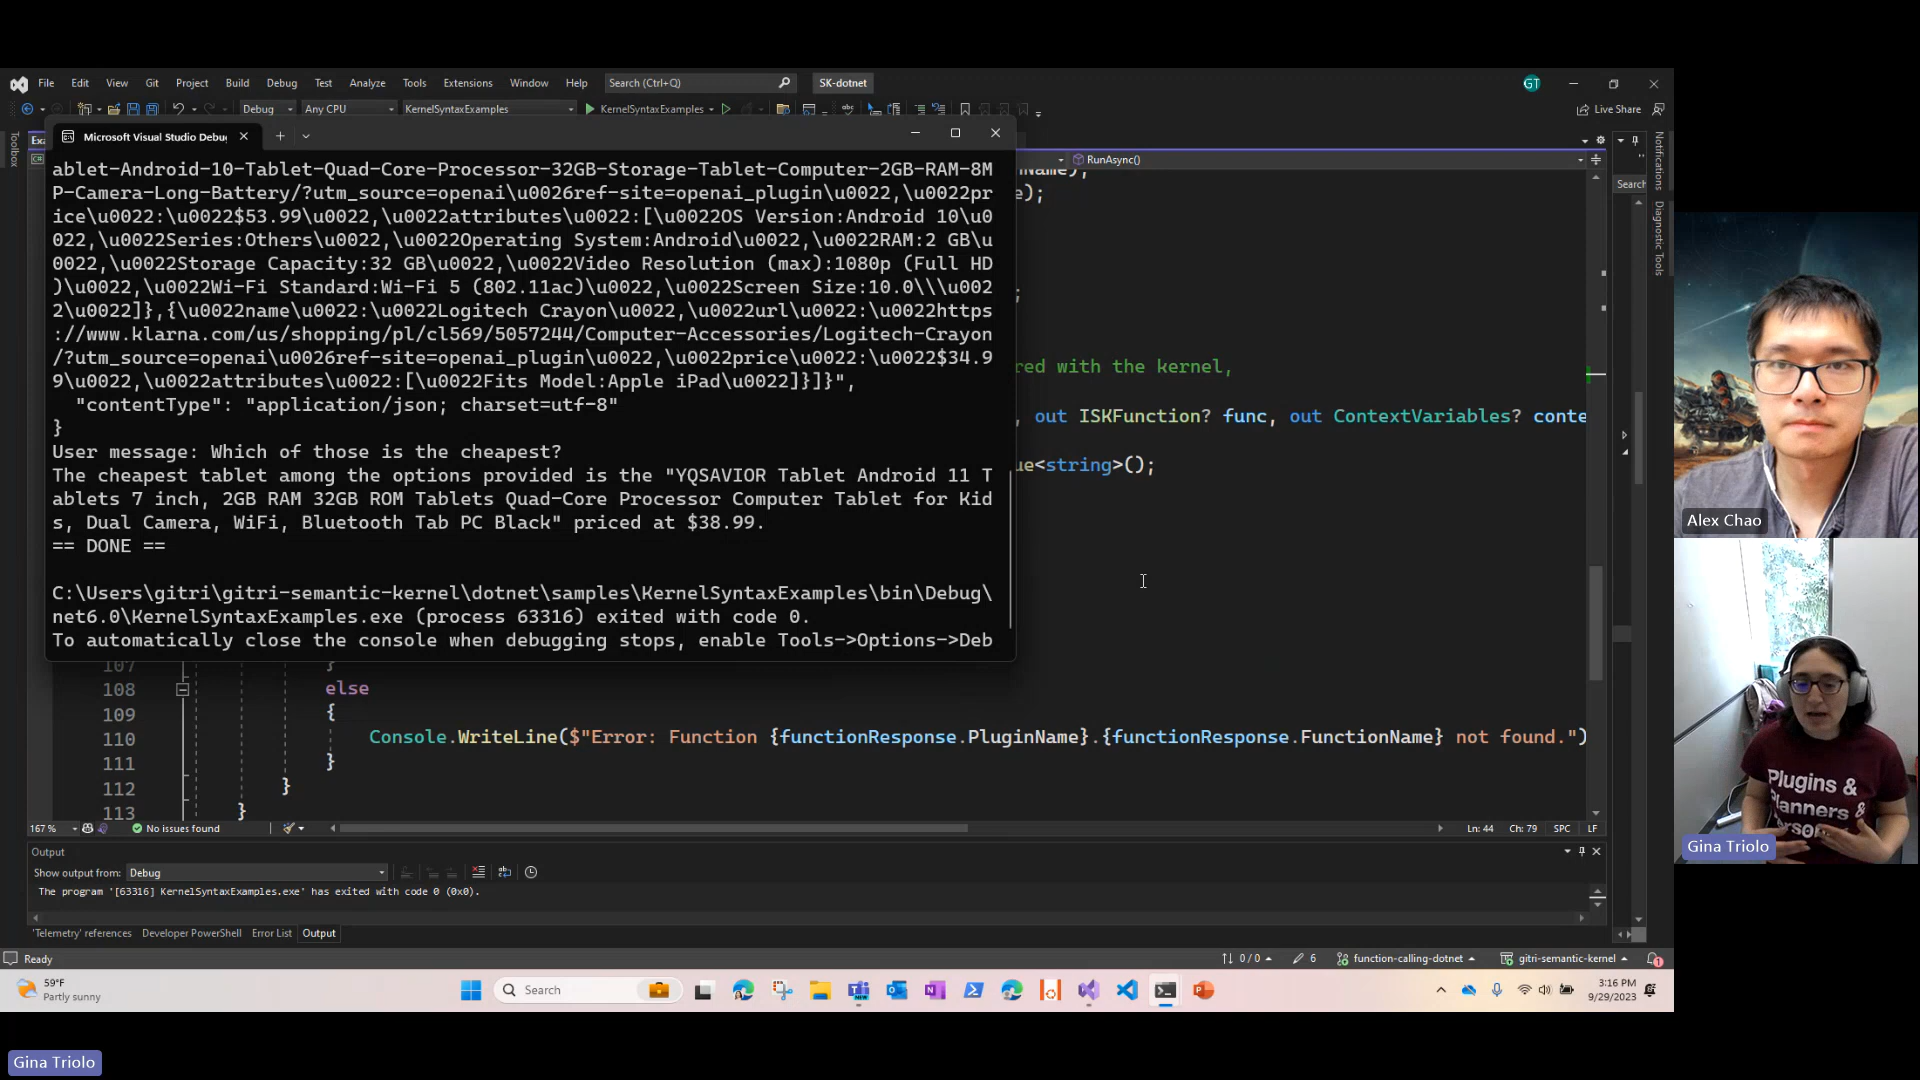 File Edit View Git Project Build Debug Test Analyze Tools Extensions Window Help Search (Ctrl+Q) SK-dotnet GT
Debug Any CPU KernelSyntaxExamples KernelSyntaxExamples Live Share
Microsoft Visual Studio Debu
Toolbox
Exa
RunAsync()
Notifications
Diagnostic Tools
Search
ablet-Android-10-Tablet-Quad-Core-Processor-32GB-Storage-Tablet-Computer-2GB-RAM-8M
P-Camera-Long-Battery/?utm_source=openai\u0026ref-site=openai_plugin\u0022,\u0022pr
ice\u0022:\u0022$53.99\u0022,\u0022attributes\u0022:[\u0022OS Version:Android 10\u0
022,\u0022Series:Others\u0022,\u0022Operating System:Android\u0022,\u0022RAM:2 GB\u
0022,\u0022Storage Capacity:32 GB\u0022,\u0022Video Resolution (max):1080p (Full HD
)\u0022,\u0022Wi-Fi Standard:Wi-Fi 5 (802.11ac)\u0022,\u0022Screen Size:10.0\\\u002
2\u0022]},{\u0022name\u0022:\u0022Logitech Crayon\u0022,\u0022url\u0022:\u0022https
://www.klarna.com/us/shopping/pl/cl569/5057244/Computer-Accessories/Logitech-Crayon
/?utm_source=openai\u0026ref-site=openai_plugin\u0022,\u0022price\u0022:\u0022$34.9
9\u0022,\u0022attributes\u0022:[\u0022Fits Model:Apple iPad\u0022]}]}",
"contentType": "application/json; charset=utf-8"
}
User message: Which of those is the cheapest?
The cheapest tablet among the options provided is the "YQSAVIOR Tablet Android 11 T
ablets 7 inch, 2GB RAM 32GB ROM Tablets Quad-Core Processor Computer Tablet for Kid
s, Dual Camera, WiFi, Bluetooth Tab PC Black" priced at $38.99.
== DONE ==
C:\Users\gitri\gitri-semantic-kernel\dotnet\samples\KernelSyntaxExamples\bin\Debug\
net6.0\KernelSyntaxExamples.exe (process 63316) exited with code 0.
To automatically close the console when debugging stops, enable Tools->Options->Deb
e);
;
red with the kernel,
, out ISKFunction? func, out ContextVariables? conte
ue<string>();
107 }
108 else
109 {
110 Console.WriteLine($"Error: Function {functionResponse.PluginName}.{functionResponse.FunctionName} not found.")
111 }
112 }
113 }
167 % No issues found Ln: 44 Ch: 79 SPC LF
Output
Show output from: Debug
The program '[63316] KernelSyntaxExamples.exe' has exited with code 0 (0x0).
'Telemetry' references Developer PowerShell Error List Output
Ready 0 / 0 6 function-calling-dotnet gitri-semantic-kernel 1
59°F
Partly sunny
Search
3:16 PM
9/29/2023
Alex Chao
Plugins &
Planners &
Gina Triolo
Gina Triolo